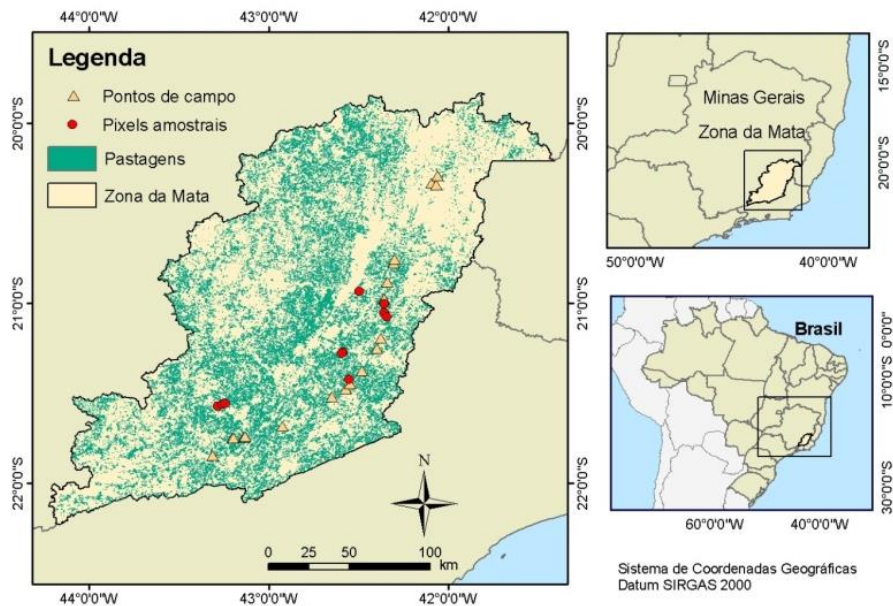 44°0'0"W 43°0'0"W 42°0'0"W
Legenda
Pontos de campo
Pixels amostrais
Pastagens
Zona da Mata
20°0'0"S
21°0'0"S
22°0'0"S
20°0'0"S
21°0'0"S
22°0'0"S
N
0 25 50 100
km
44°0'0"W 43°0'0"W 42°0'0"W
Minas Gerais
Zona da Mata
15°0'0"S
20°0'0"S
50°0'0"W 40°0'0"W
Brasil
0°0'0"S
10°0'0"S
30°0'0"S
60°0'0"W 40°0'0"W
Sistema de Coordenadas Geográficas
Datum SIRGAS 2000